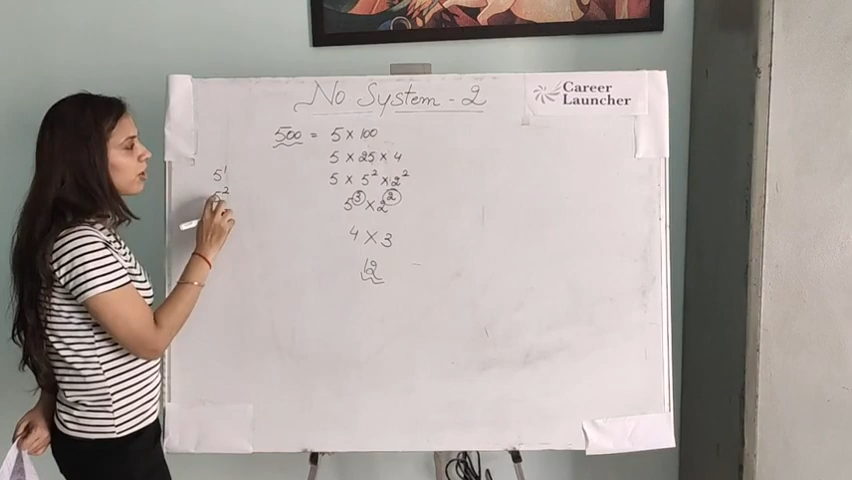 No System - 2
Career
Launcher
500 = 5 × 100
5 × 25 × 4
5 × 5² × 2²
5³ × 2²
4 × 3
12
5¹
5²